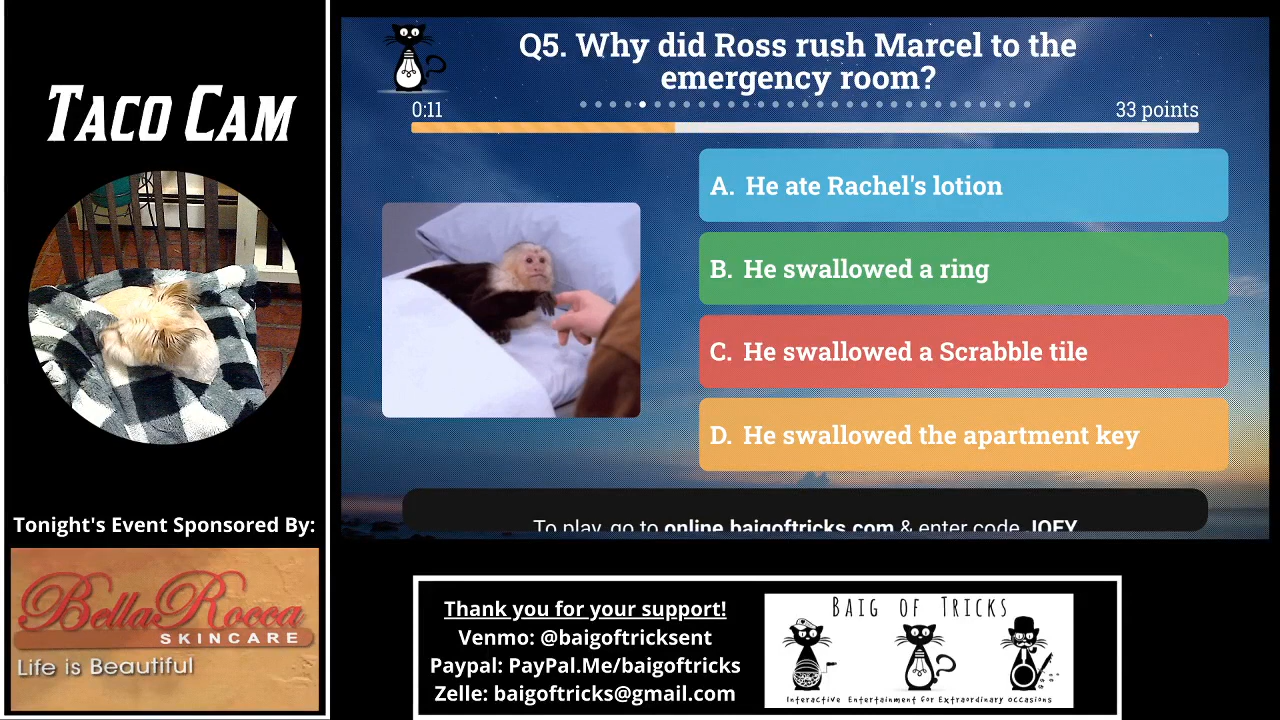 TACO CAM
Tonight's Event Sponsored By:
BellaRocca
SKINCARE
Life is Beautiful
Q5. Why did Ross rush Marcel to the
emergency room?
0:11
33 points
A. He ate Rachel's lotion
B. He swallowed a ring
C. He swallowed a Scrabble tile
D. He swallowed the apartment key
To play, go to online.baigoftricks.com & enter code JOEY
Thank you for your support!
Venmo: @baigoftricksent
Paypal: PayPal.Me/baigoftricks
Zelle: baigoftricks@gmail.com
BAIG OF TRICKS
Interactive Entertainment for Extraordinary occasions